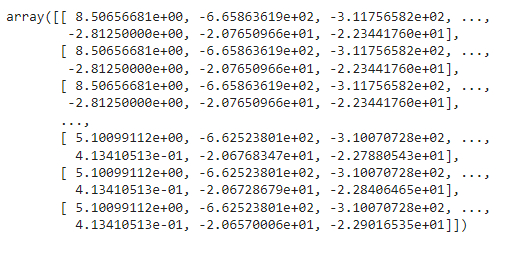 array([[ 8.50656681e+00, -6.65863619e+02, -3.11756582e+02, ...,
-2.81250000e+01, -2.07650966e+01, -2.23441760e+01],
[ 8.50656681e+00, -6.65863619e+02, -3.11756582e+02, ...,
-2.81250000e+01, -2.07650966e+01, -2.23441760e+01],
[ 8.50656681e+00, -6.65863619e+02, -3.11756582e+02, ...,
-2.81250000e+01, -2.07650966e+01, -2.23441760e+01],
...,
[ 5.10099112e+00, -6.62523801e+02, -3.10070728e+02, ...,
4.13410513e-01, -2.06768347e+01, -2.27880543e+01],
[ 5.10099112e+00, -6.62523801e+02, -3.10070728e+02, ...,
4.13410513e-01, -2.06728679e+01, -2.28406465e+01],
[ 5.10099112e+00, -6.62523801e+02, -3.10070728e+02, ...,
4.13410513e-01, -2.06570006e+01, -2.29016535e+01]])